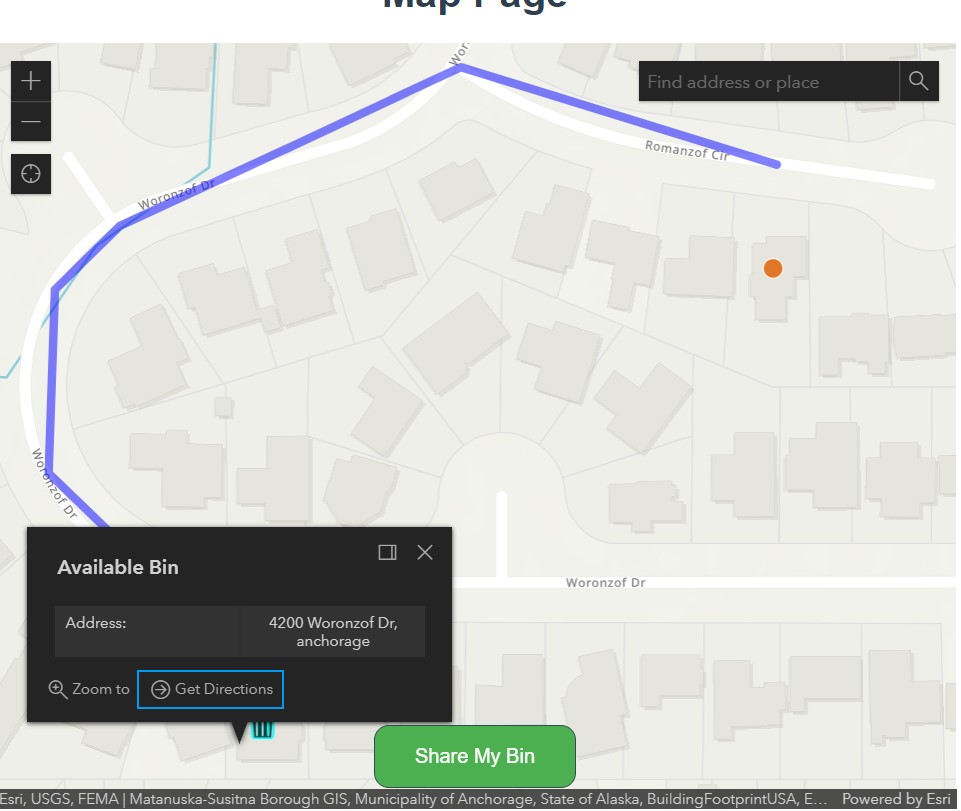 Map Page
Wor
Find address or place
Romanzof Cir
Woronzof Dr
Woronzof Dr
Available Bin
Woronzof Dr
Address:
4200 Woronzof Dr,
anchorage
Zoom to
Get Directions
Share My Bin
Esri, USGS, FEMA | Matanuska-Susitna Borough GIS, Municipality of Anchorage, State of Alaska, BuildingFootprintUSA, E...
Powered by Esri